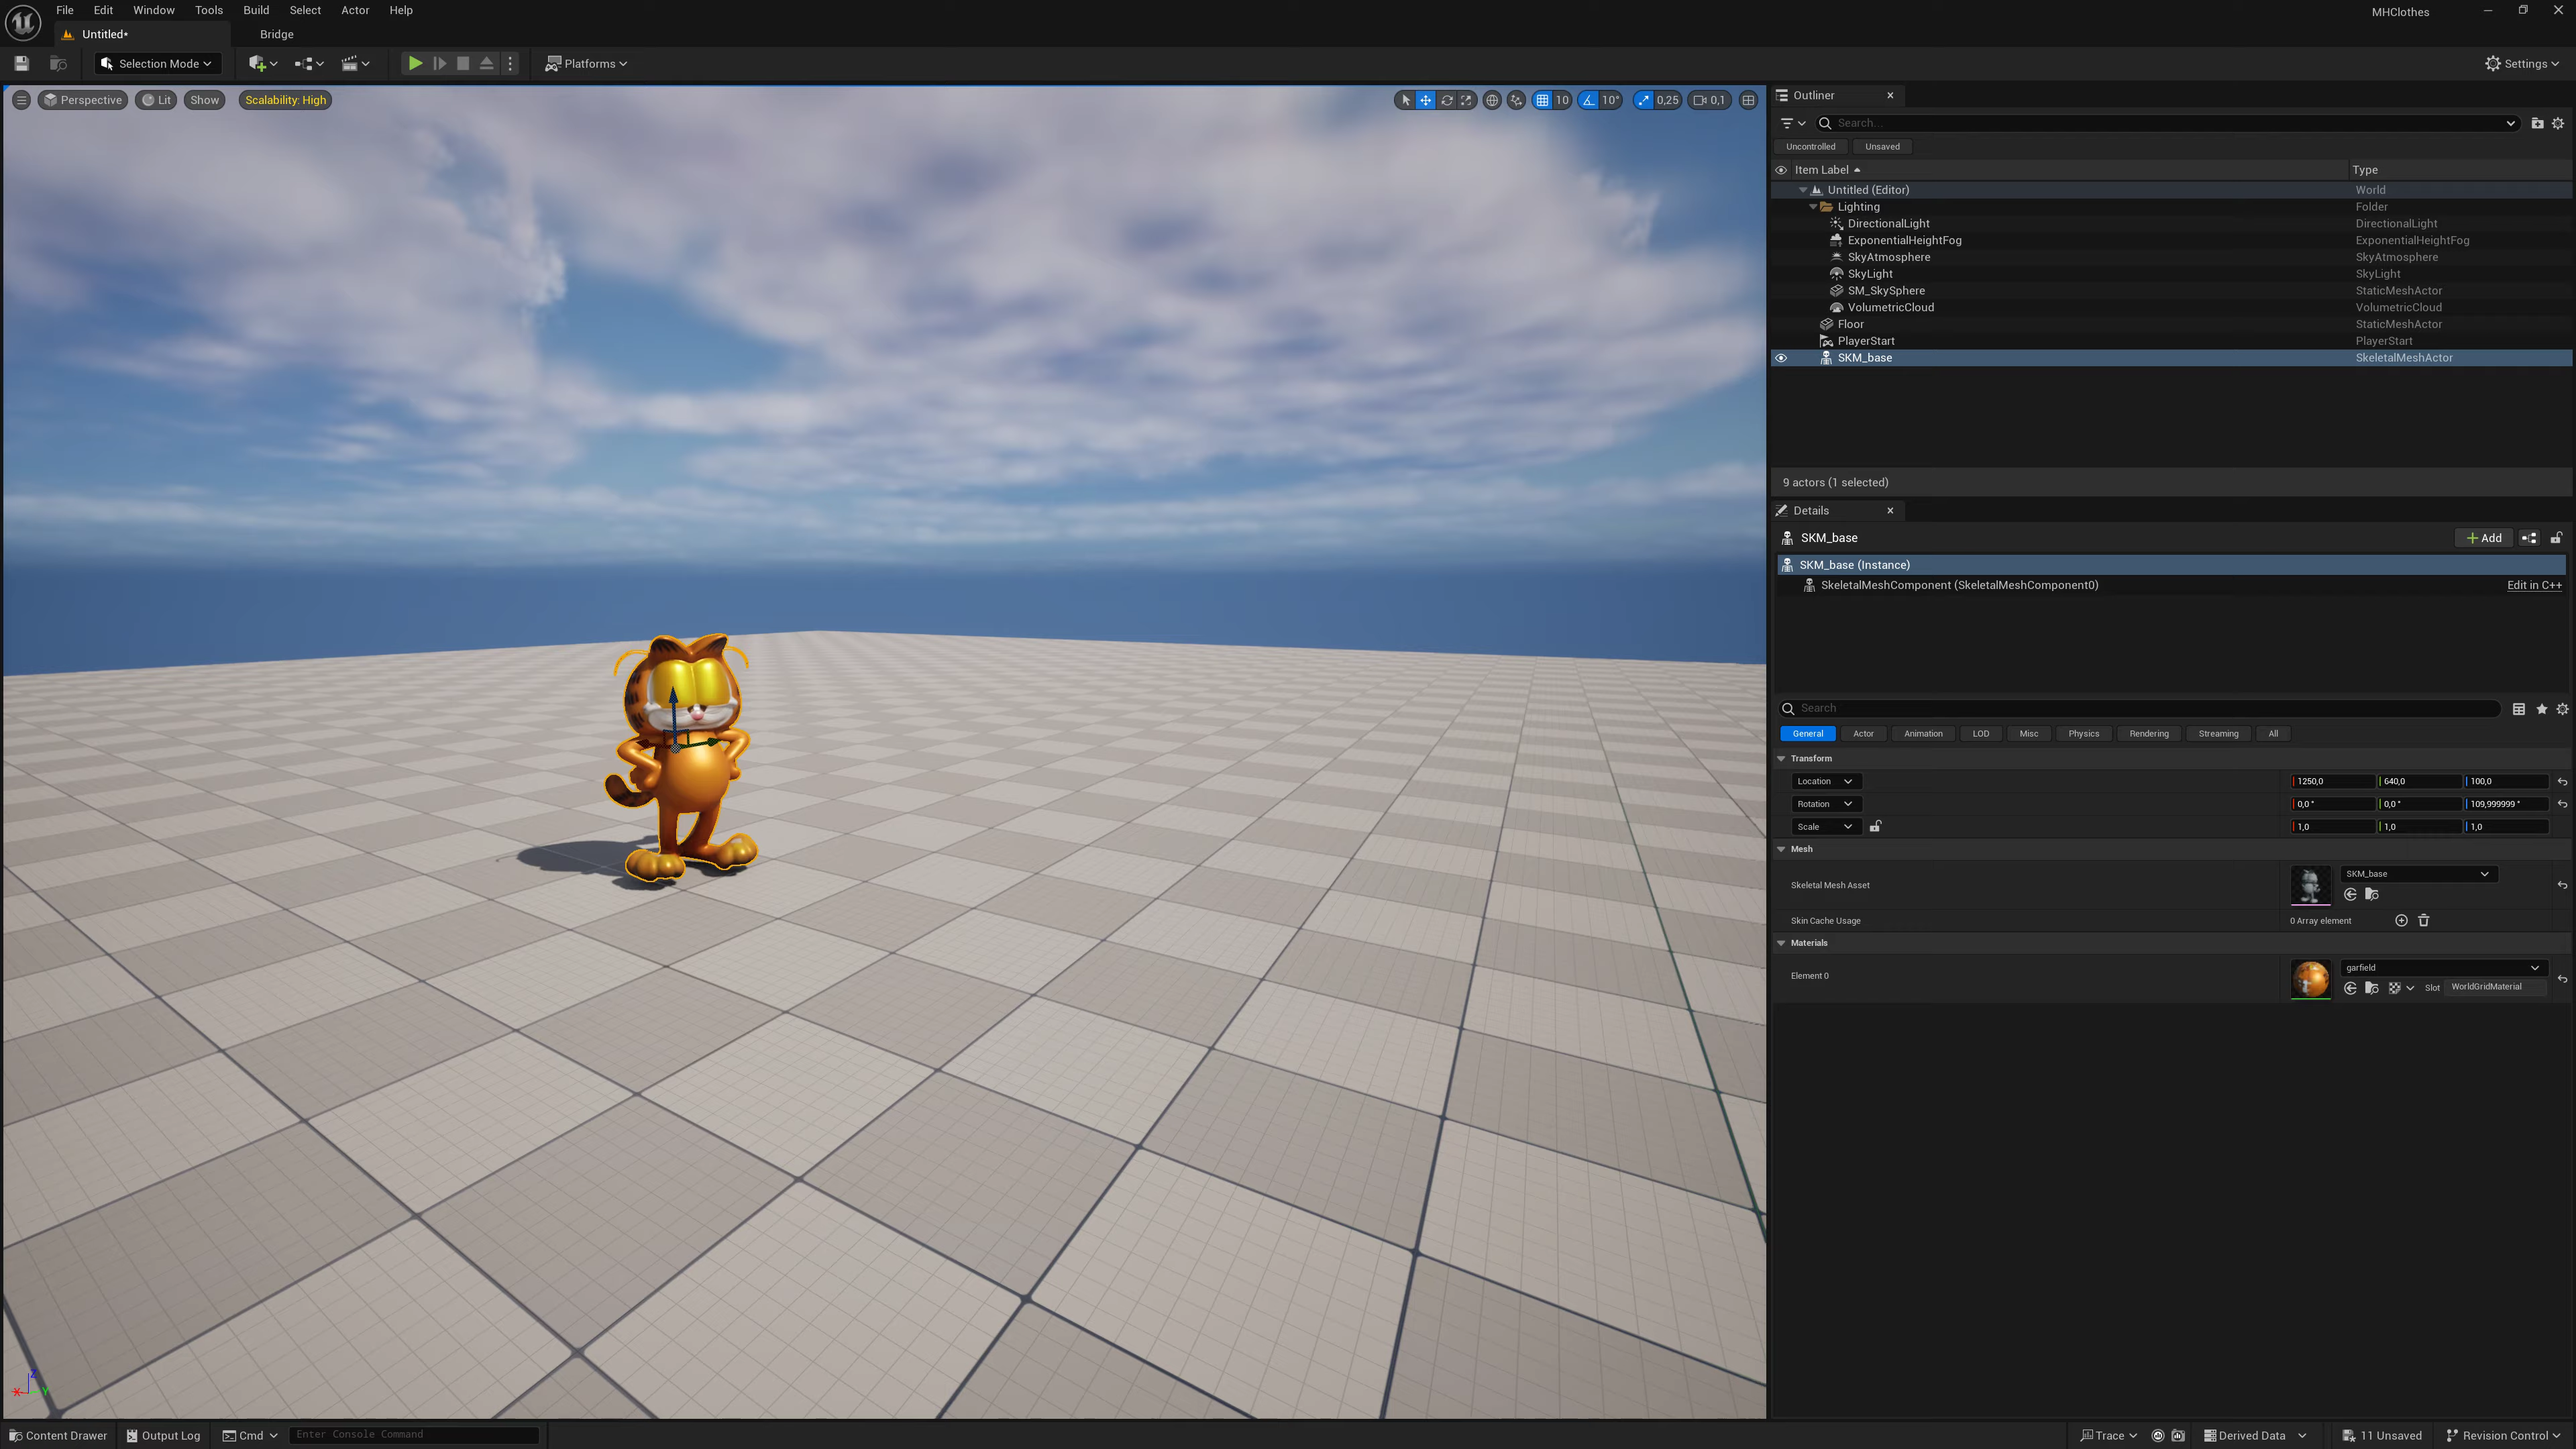 File Edit Window Tools Build Select Actor Help
MHClothes
Untitled* Bridge
Selection Mode Platforms Settings
Perspective Lit Show Scalability: High 10 10° 0,25 0,1
Outliner
Search...
Uncontrolled Unsaved
Item Label Type
Untitled (Editor) World
Lighting Folder
DirectionalLight DirectionalLight
ExponentialHeightFog ExponentialHeightFog
SkyAtmosphere SkyAtmosphere
SkyLight SkyLight
SM_SkySphere StaticMeshActor
VolumetricCloud VolumetricCloud
Floor StaticMeshActor
PlayerStart PlayerStart
SKM_base SkeletalMeshActor
9 actors (1 selected)
Details
SKM_base Add
SKM_base (Instance)
SkeletalMeshComponent (SkeletalMeshComponent0) Edit in C++
Search
General Actor Animation LOD Misc Physics Rendering Streaming All
Transform
Location 1250,0 640,0 100,0
Rotation 0,0 ° 0,0 ° 109,999999 °
Scale 1,0 1,0 1,0
Mesh
Skeletal Mesh Asset SKM_base
Skin Cache Usage 0 Array element
Materials
Element 0 garfield
Slot WorldGridMaterial
Z
X Y
Content Drawer Output Log Cmd Enter Console Command Trace Derived Data 11 Unsaved Revision Control